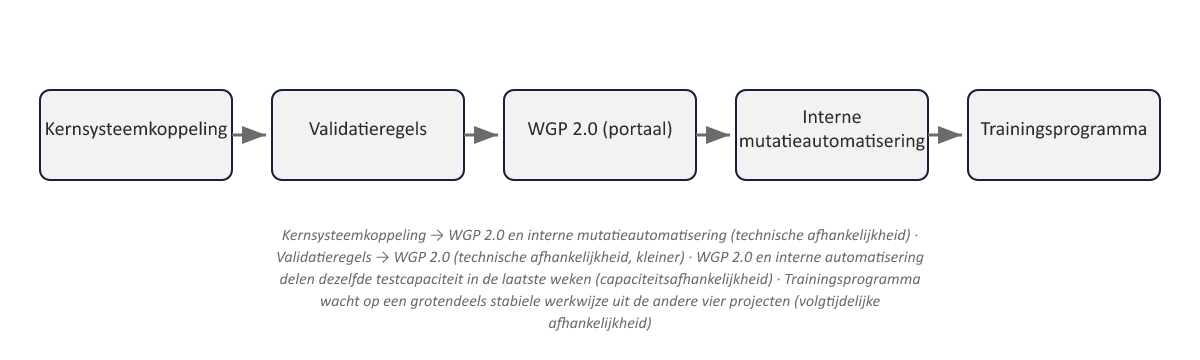 Kernsysteemkoppeling
Validatieregels
WGP 2.0 (portaal)
Interne
mutatieautomatisering
Trainingsprogramma
Kernsysteemkoppeling → WGP 2.0 en interne mutatieautomatisering (technische afhankelijkheid) ·
Validatieregels → WGP 2.0 (technische afhankelijkheid, kleiner) · WGP 2.0 en interne automatisering
delen dezelfde testcapaciteit in de laatste weken (capaciteitsafhankelijkheid) · Trainingsprogramma
wacht op een grotendeels stabiele werkwijze uit de andere vier projecten (volgtijdelijke
afhankelijkheid)